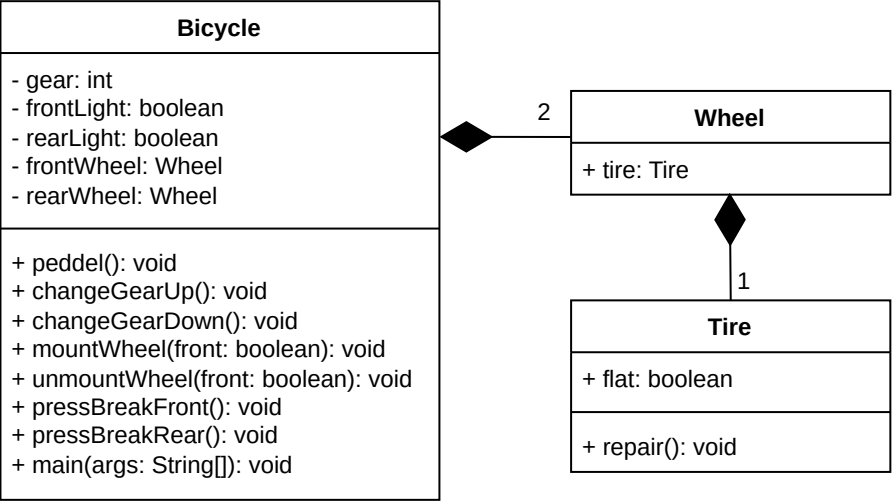 Bicycle
- gear: int
- frontLight: boolean
- rearLight: boolean
- frontWheel: Wheel
- rearWheel: Wheel
+ peddel(): void
+ changeGearUp(): void
+ changeGearDown(): void
+ mountWheel(front: boolean): void
+ unmountWheel(front: boolean): void
+ pressBreakFront(): void
+ pressBreakRear(): void
+ main(args: String[]): void
2
Wheel
+ tire: Tire
1
Tire
+ flat: boolean
+ repair(): void